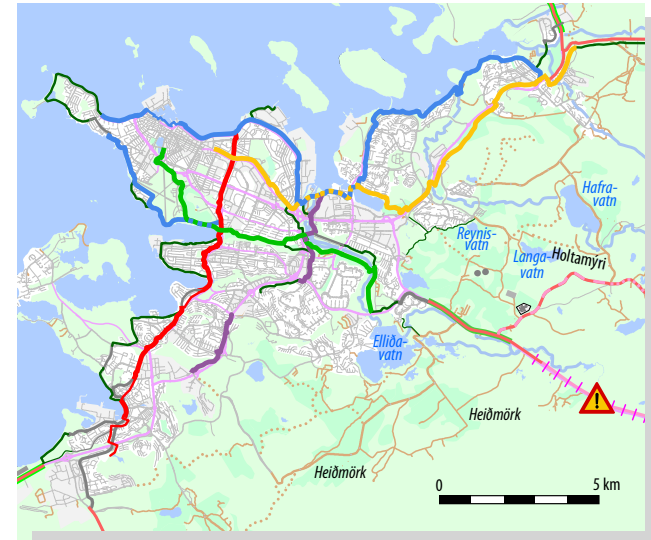 Hafra-
vatn
Reynis-
vatn
Langa-
vatn
Holtamýri
Elliða-
vatn
Heiðmörk
Heiðmörk
0
5 km
!